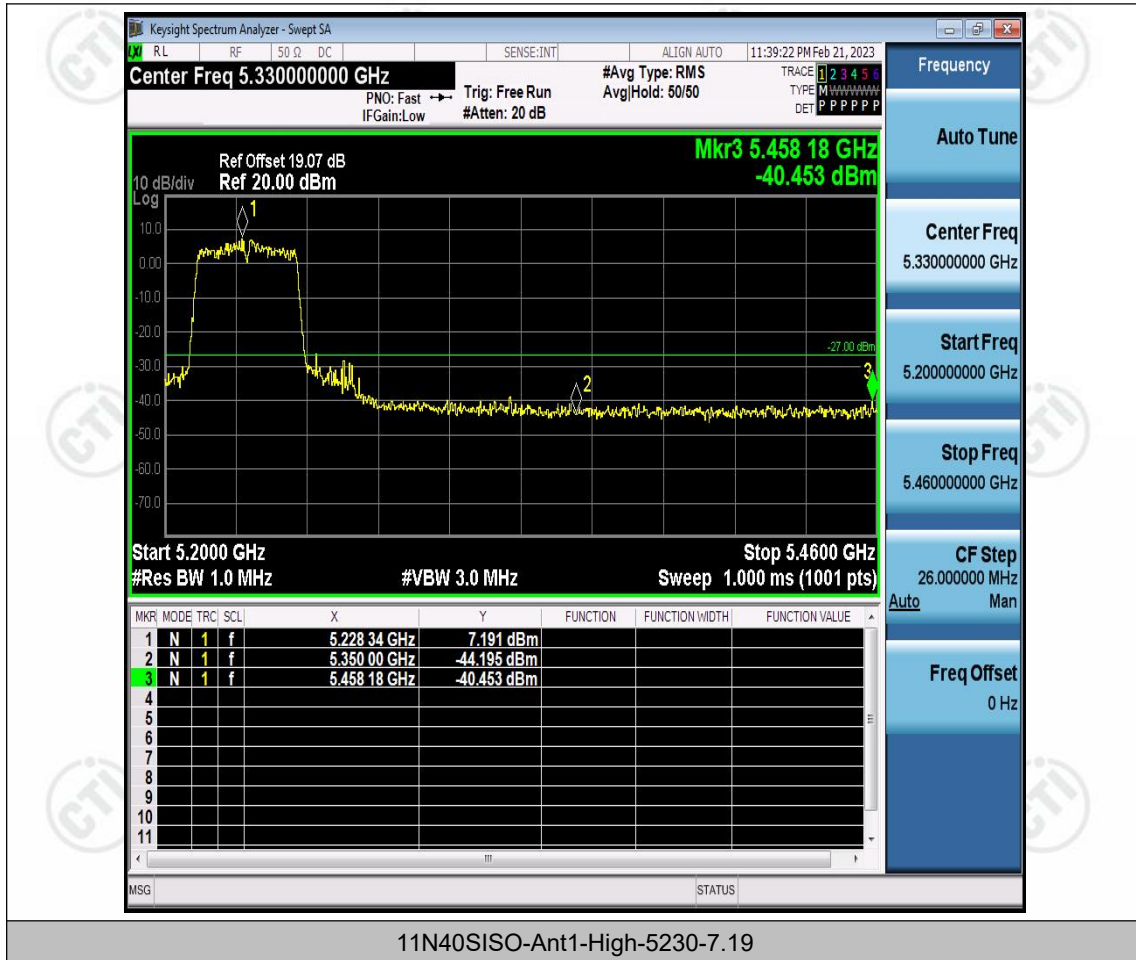 Keysight Spectrum Analyzer - Swept SA
LXI RL RF 50 Ω DC SENSE:INT ALIGN AUTO 11:39:22 PM Feb 21, 2023
Center Freq 5.330000000 GHz
PNO: Fast
IFGain:Low
Trig: Free Run
#Atten: 20 dB
#Avg Type: RMS
Avg|Hold: 50/50
TRACE 1 2 3 4 5 6
TYPE M WWWWW
DET P P P P P P
Frequency
Auto Tune
Center Freq
5.330000000 GHz
Start Freq
5.200000000 GHz
Stop Freq
5.460000000 GHz
CF Step
26.000000 MHz
Auto Man
Freq Offset
0 Hz
Mkr3 5.458 18 GHz
-40.453 dBm
Ref Offset 19.07 dB
10 dB/div Ref 20.00 dBm
Log
10.0
0.00
-10.0
-20.0
-30.0
-40.0
-50.0
-60.0
-70.0
1
2
3
-27.00 dBm
Start 5.2000 GHz Stop 5.4600 GHz
#Res BW 1.0 MHz #VBW 3.0 MHz Sweep 1.000 ms (1001 pts)
MKR MODE TRC SCL X Y FUNCTION FUNCTION WIDTH FUNCTION VALUE
1 N 1 f 5.228 34 GHz 7.191 dBm
2 N 1 f 5.350 00 GHz -44.195 dBm
3 N 1 f 5.458 18 GHz -40.453 dBm
4
5
6
7
8
9
10
11
MSG STATUS
11N40SISO-Ant1-High-5230-7.19
CTI
CTI
CTI
CTI
CTI
CTI